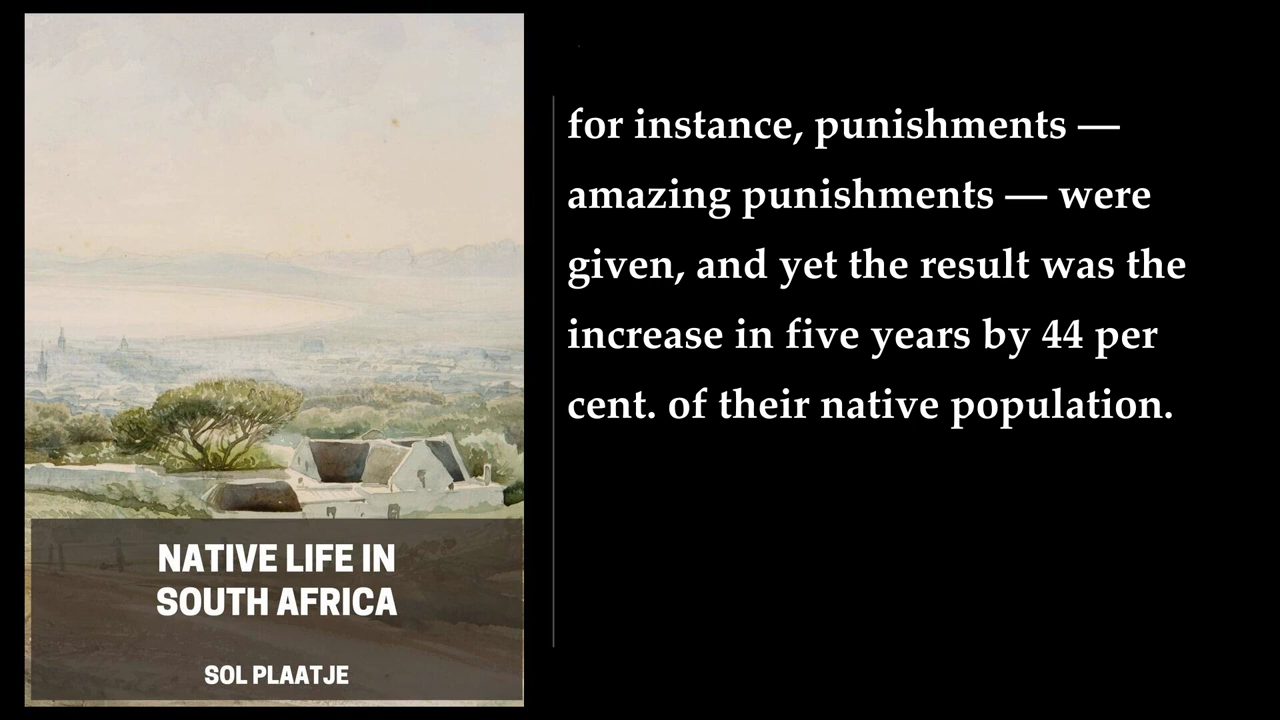 for instance, punishments —
amazing punishments — were
given, and yet the result was the
increase in five years by 44 per
cent. of their native population.
NATIVE LIFE IN
SOUTH AFRICA
SOL PLAATJE